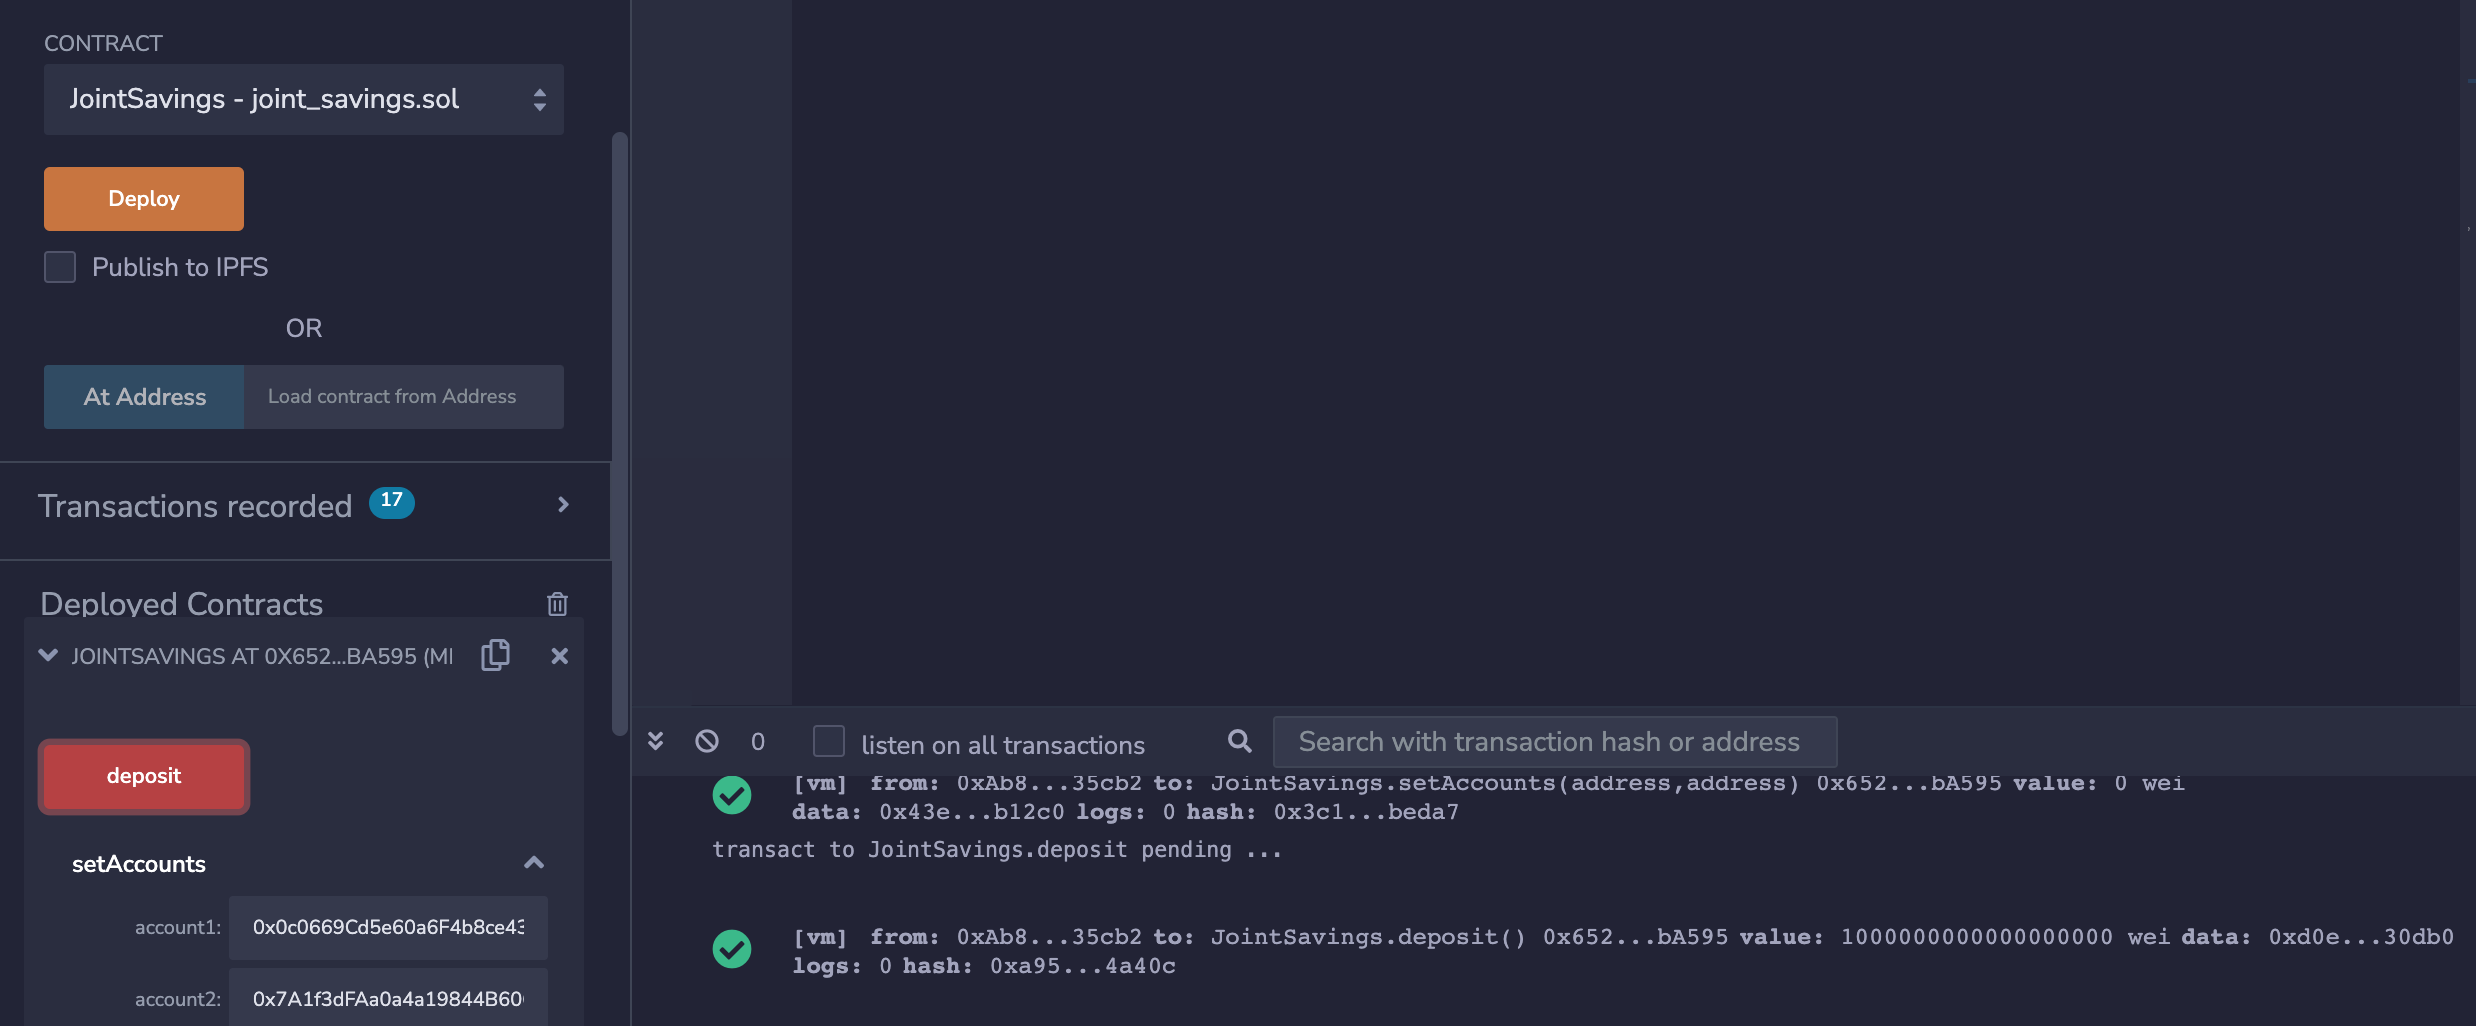 CONTRACT
JointSavings - joint_savings.sol
Deploy
Publish to IPFS
OR
At Address
Load contract from Address
Transactions recorded 17
Deployed Contracts
JOINTSAVINGS AT 0X652...BA595 (MI
deposit
setAccounts
account1: 0x0c0669Cd5e60a6F4b8ce43
account2: 0x7A1f3dFAa0a4a19844B60
0
listen on all transactions
Search with transaction hash or address
[vm] from: 0xAb8...35cb2 to: JointSavings.setAccounts(address,address) 0x652...bA595 value: 0 wei
data: 0x43e...b12c0 logs: 0 hash: 0x3c1...beda7
transact to JointSavings.deposit pending ...
[vm] from: 0xAb8...35cb2 to: JointSavings.deposit() 0x652...bA595 value: 1000000000000000000 wei data: 0xd0e...30db0
logs: 0 hash: 0xa95...4a40c